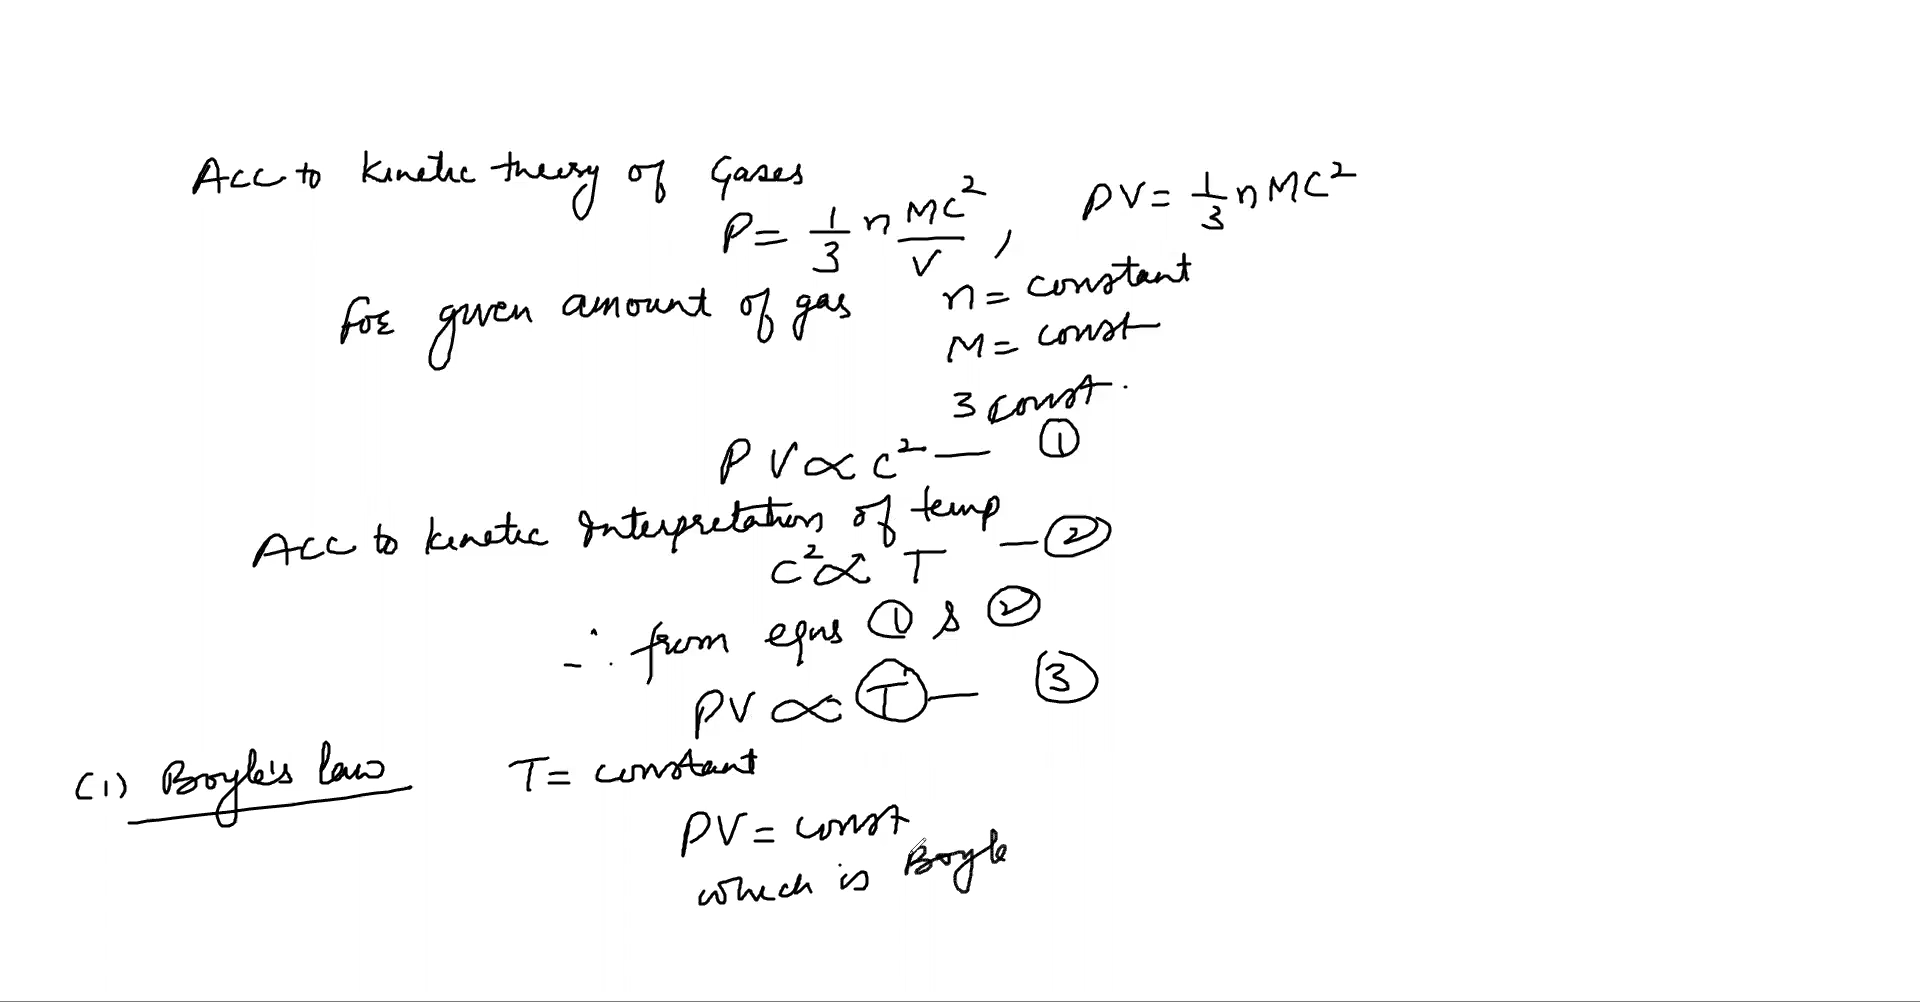 Acc to kinetic theory of Gases
P = 1/3 n MC²/V , PV = 1/3 n MC²
for given amount of gas n = constant
M = const
3 const.
PV ∝ C² — ①
Acc to kinetic Interpretation of temp
C² ∝ T — ②
∴ from eqns ① & ②
PV ∝ T — ③
(1) Boyle's law T = constant
PV = const
which is Boyle